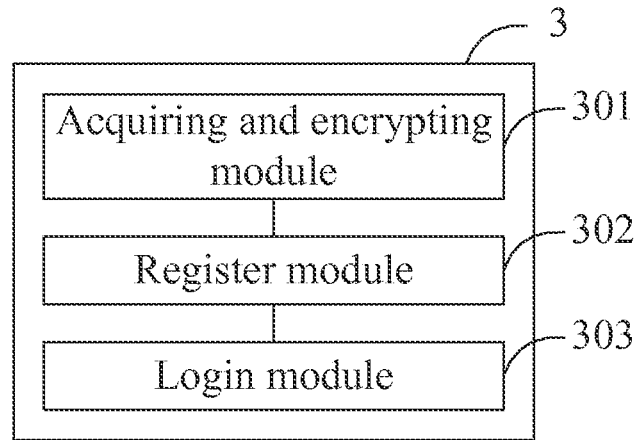 3
Acquiring and encrypting
module
301
Register module
302
Login module
303